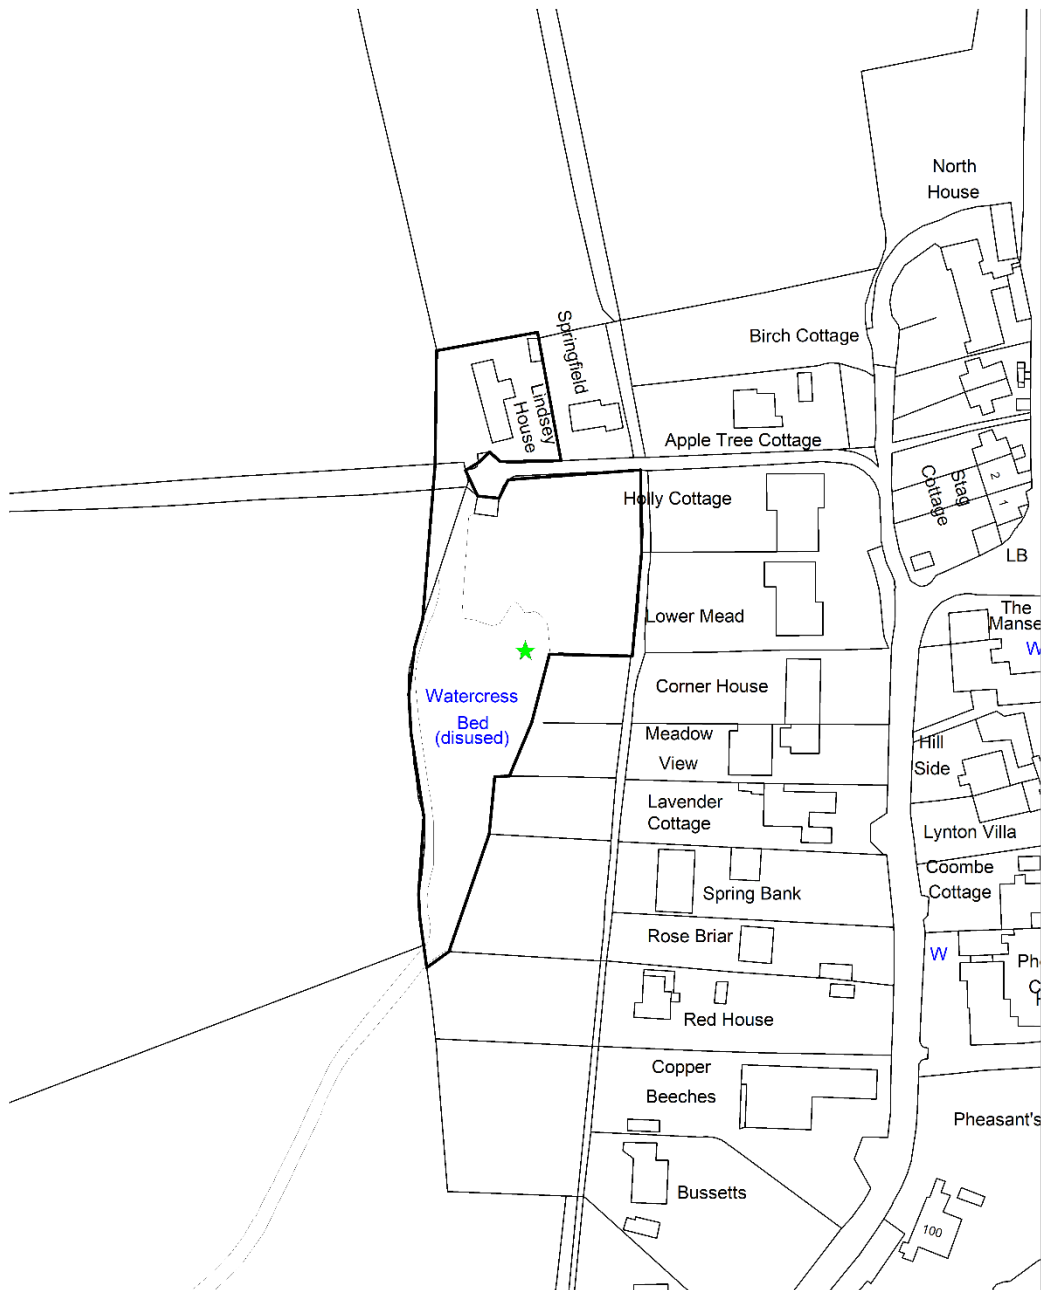 North
House
Springfield
Birch Cottage
Lindsey
House
Apple Tree Cottage
Stag
Cottage
2
1
Holly Cottage
LB
The
Manse
Lower Mead
W
Corner House
Watercress
Bed
(disused)
Meadow
View
Hill
Side
Lavender
Cottage
Lynton Villa
Coombe
Cottage
Spring Bank
Rose Briar
W
Red House
Copper
Beeches
Pheasant's
Bussetts
100